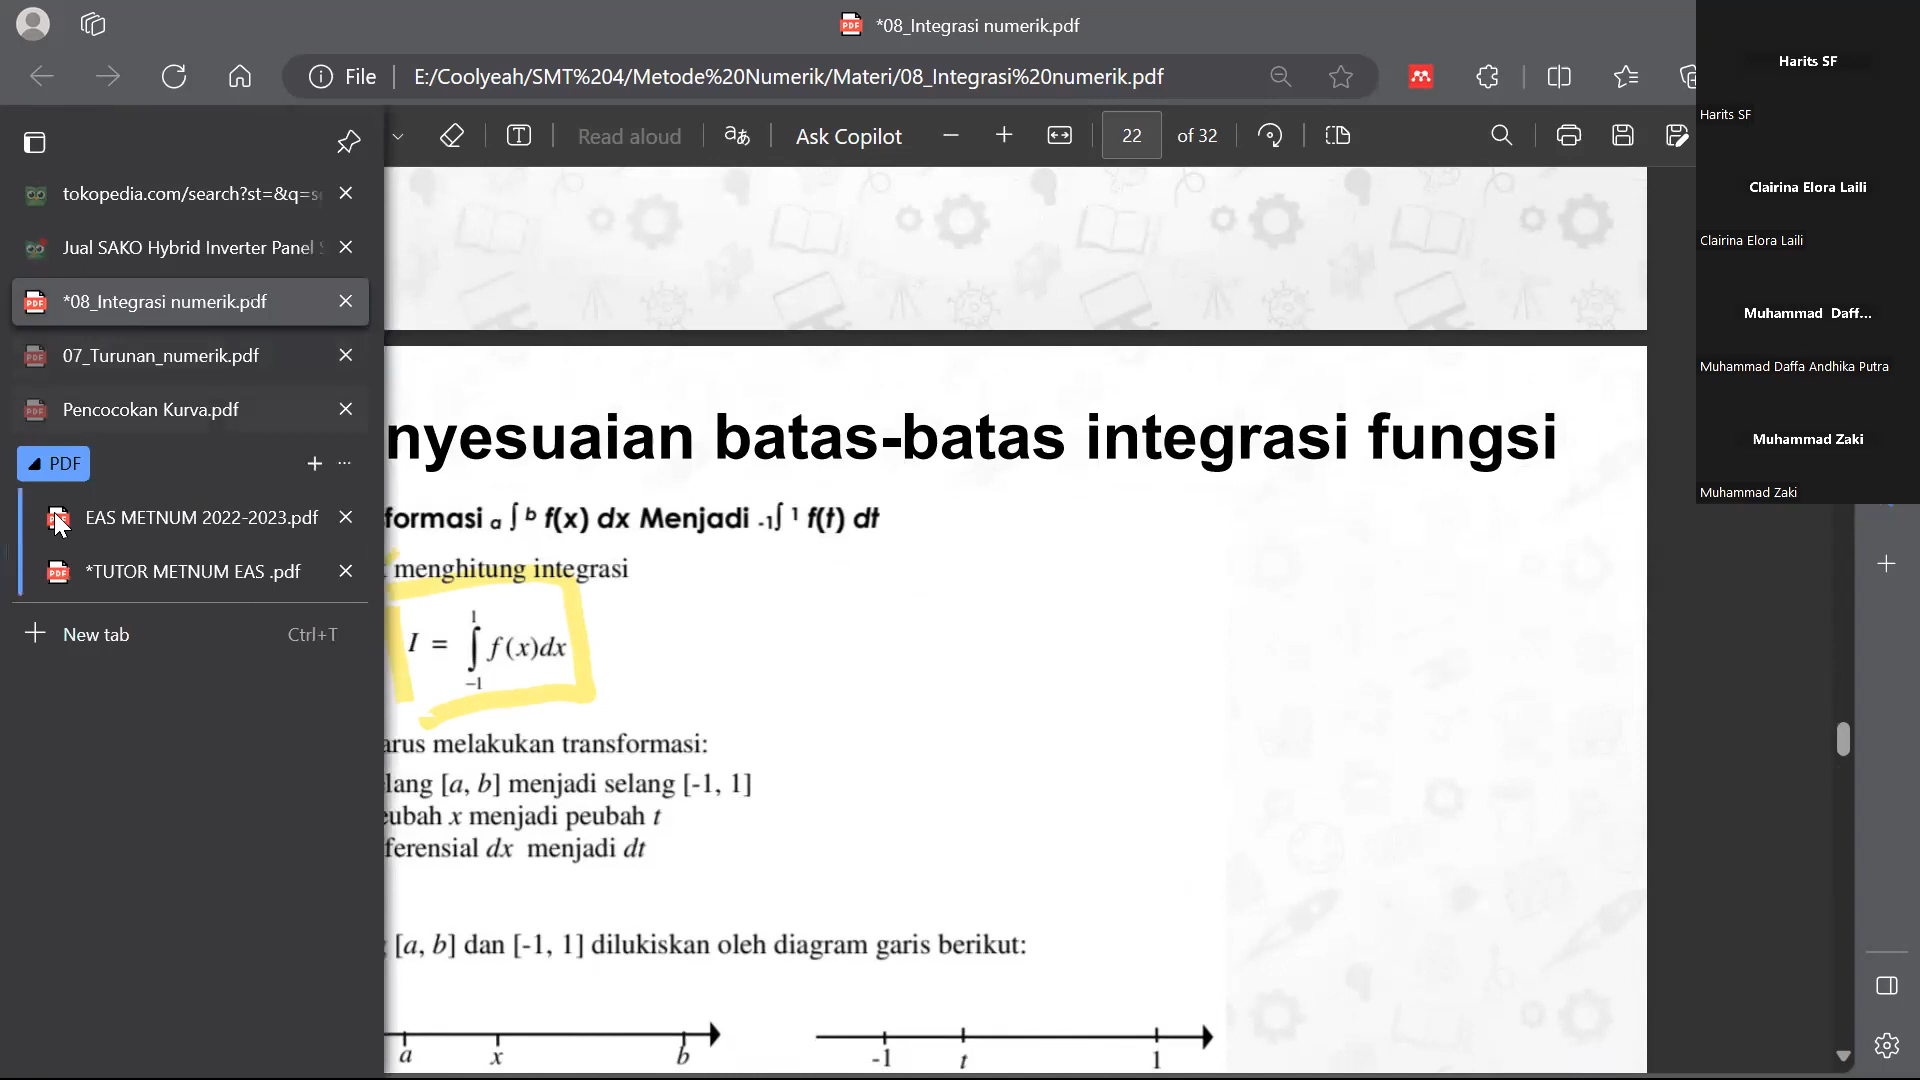 *08_Integrasi numerik.pdf
File
E:/Coolyeah/SMT%204/Metode%20Numerik/Materi/08_Integrasi%20numerik.pdf
Read aloud
Ask Copilot
22
of 32
tokopedia.com/search?st=&q=s
Jual SAKO Hybrid Inverter Panel
*08_Integrasi numerik.pdf
07_Turunan_numerik.pdf
Pencocokan Kurva.pdf
PDF
EAS METNUM 2022-2023.pdf
*TUTOR METNUM EAS .pdf
New tab
Ctrl+T
nyesuaian batas-batas integrasi fungsi
formasi a ∫ b f(x) dx Menjadi -1∫ 1 f(t) dt
menghitung integrasi
I = ∫ 1 -1 f(x)dx
arus melakukan transformasi:
lang [a, b] menjadi selang [-1, 1]
eubah x menjadi peubah t
ferensial dx menjadi dt
[a, b] dan [-1, 1] dilukiskan oleh diagram garis berikut:
a x b -1 t 1
Harits SF
Harits SF
Clairina Elora Laili
Clairina Elora Laili
Muhammad Daff...
Muhammad Daffa Andhika Putra
Muhammad Zaki
Muhammad Zaki